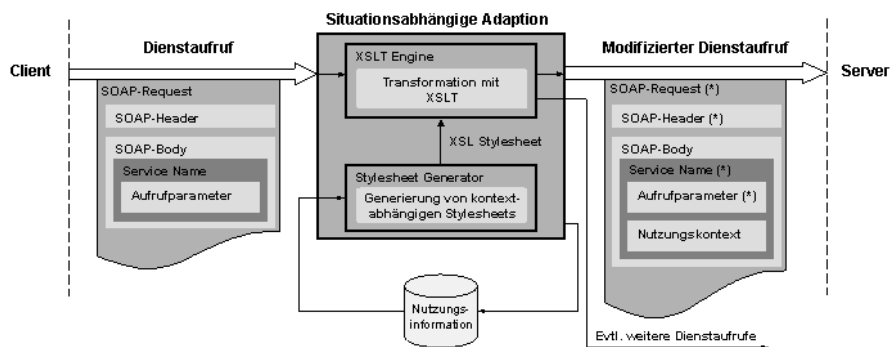 Situationsabhängige Adaption
Dienstaufruf
Modifizierter Dienstaufruf
Client
Server
SOAP-Request
SOAP-Header
SOAP-Body
Service Name
Aufrufparameter
XSLT Engine
Transformation mit
XSLT
XSL Stylesheet
Stylesheet Generator
Generierung von kontext-
abhängigen Stylesheets
Nutzungs-
information
SOAP-Request (*)
SOAP-Header (*)
SOAP-Body
Service Name (*)
Aufrufparameter (*)
Nutzungskontext
Evtl. weitere Dienstaufrufe